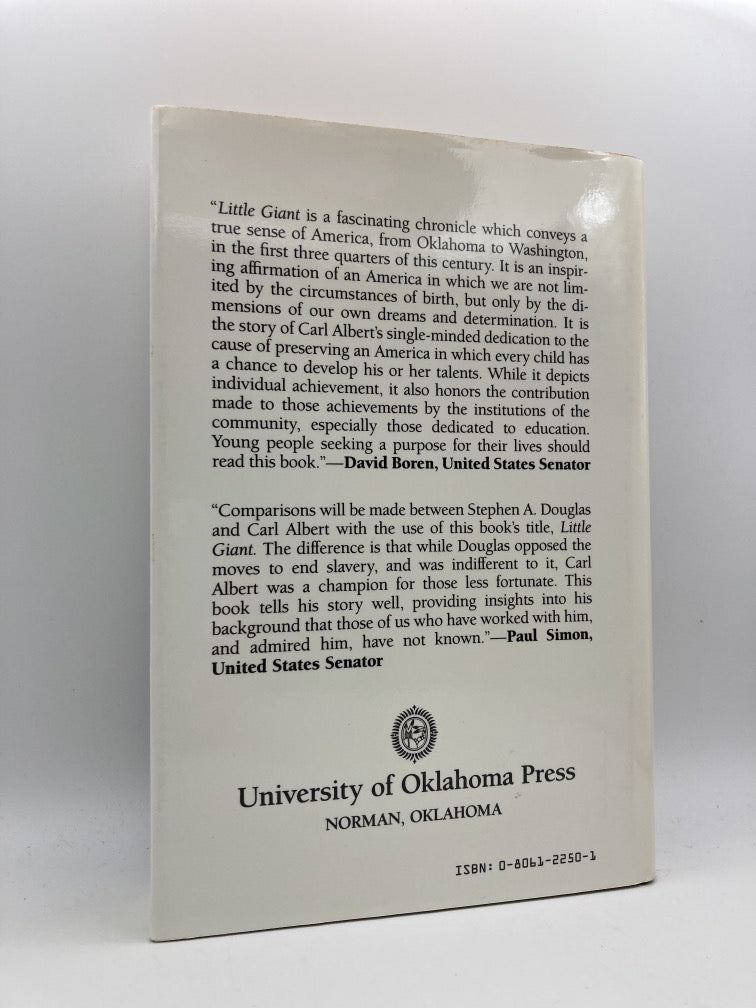 “Little Giant is a fascinating chronicle which conveys a
true sense of America, from Oklahoma to Washington,
in the first three quarters of this century. It is an inspir-
ing affirmation of an America in which we are not lim-
ited by the circumstances of birth, but only by the di-
mensions of our own dreams and determination. It is
the story of Carl Albert’s single-minded dedication to the
cause of preserving an America in which every child has
a chance to develop his or her talents. While it depicts
individual achievement, it also honors the contribution
made to those achievements by the institutions of the
community, especially those dedicated to education.
Young people seeking a purpose for their lives should
read this book.”—David Boren, United States Senator
“Comparisons will be made between Stephen A. Douglas
and Carl Albert with the use of this book’s title, Little
Giant. The difference is that while Douglas opposed the
moves to end slavery, and was indifferent to it, Carl
Albert was a champion for those less fortunate. This
book tells his story well, providing insights into his
background that those of us who have worked with him,
and admired him, have not known.”—Paul Simon,
United States Senator
University of Oklahoma Press
NORMAN, OKLAHOMA
ISBN: 0-8061-2250-1